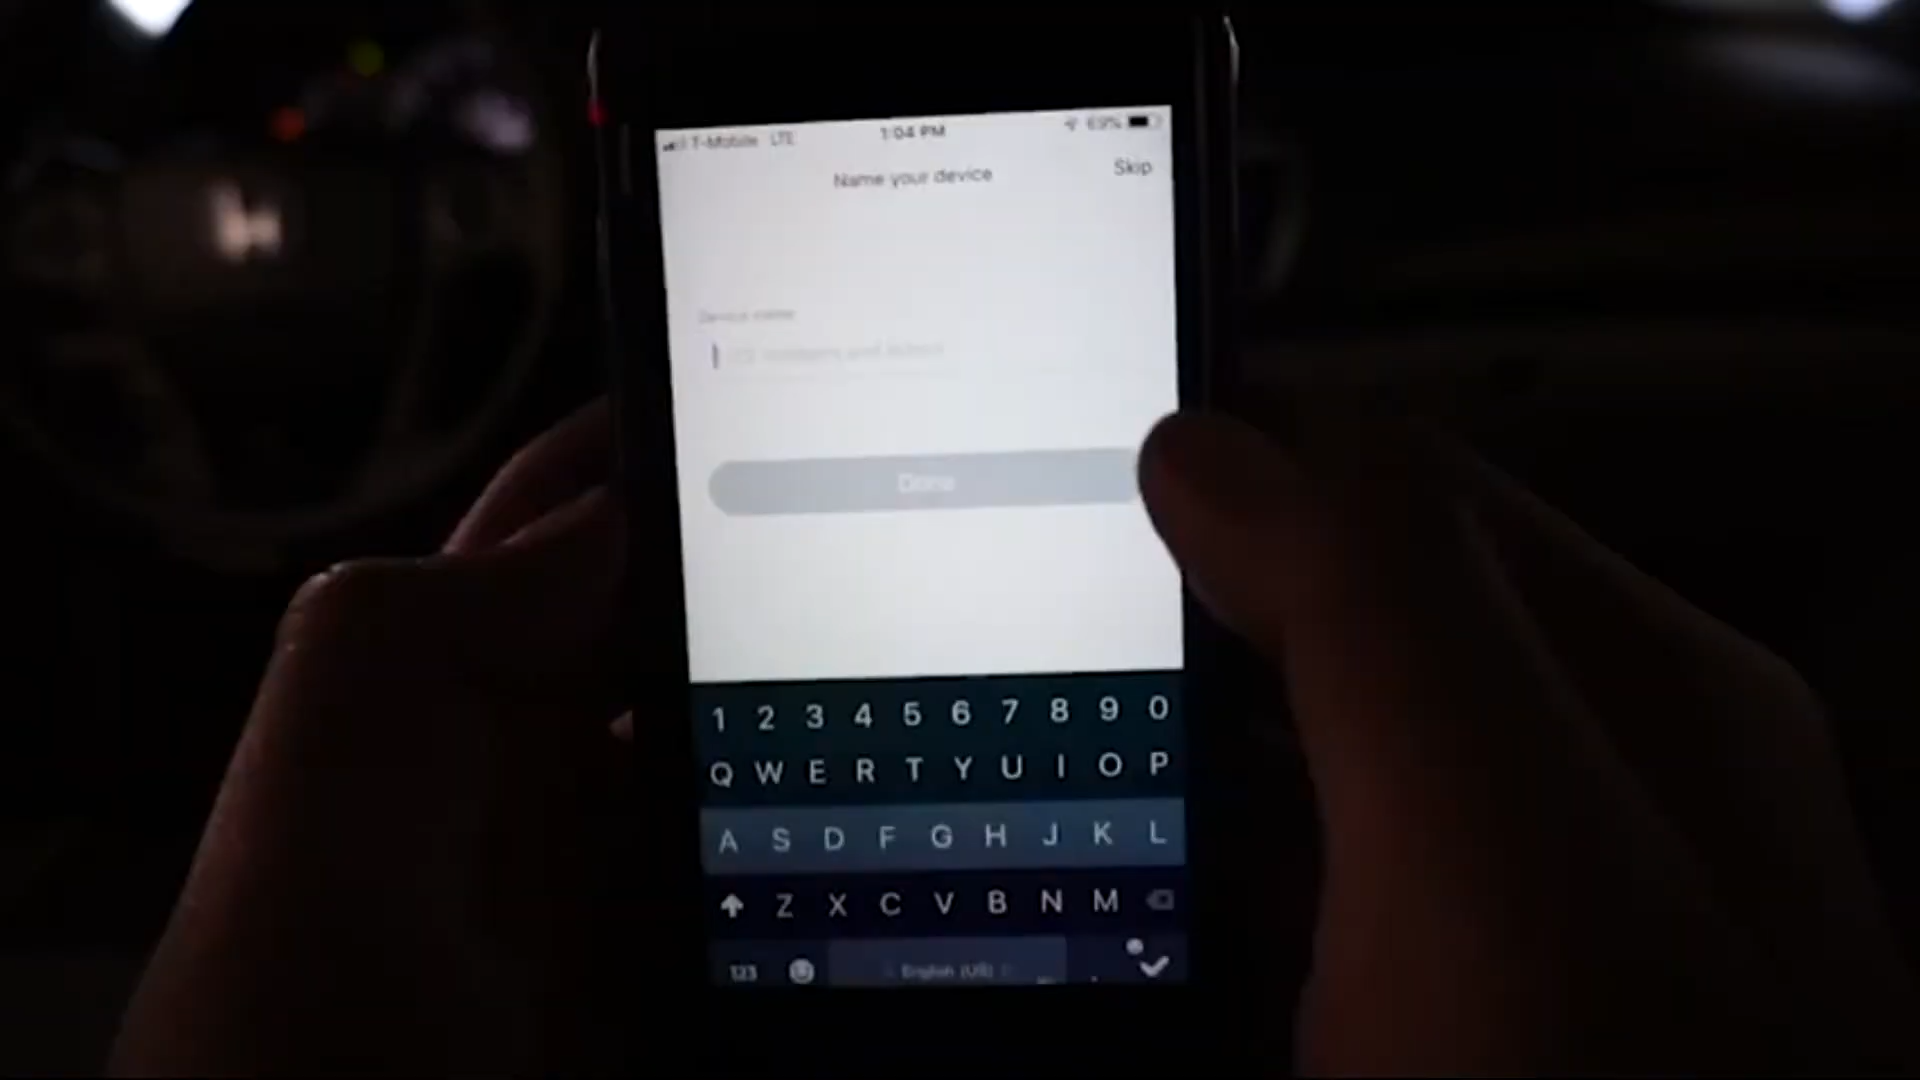 T-Mobile LTE 1:04 PM 69%
Name your device Skip
Device name
Done
1 2 3 4 5 6 7 8 9 0
Q W E R T Y U I O P
A S D F G H J K L
Z X C V B N M
123 English (US) .